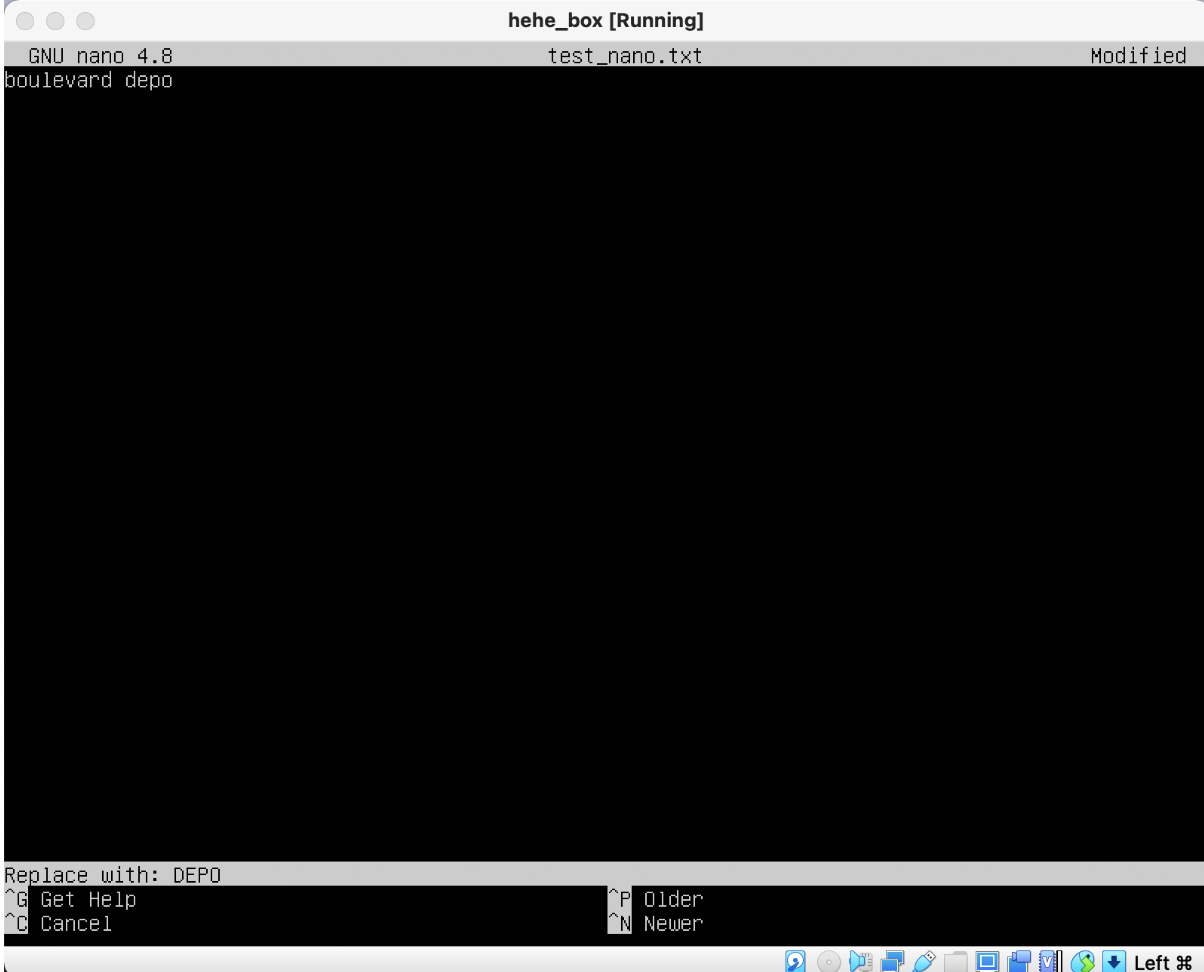 hehe_box [Running]
GNU nano 4.8 test_nano.txt Modified
boulevard depo
Replace with: DEPO
^G Get Help ^P Older
^C Cancel ^N Newer
Left ⌘